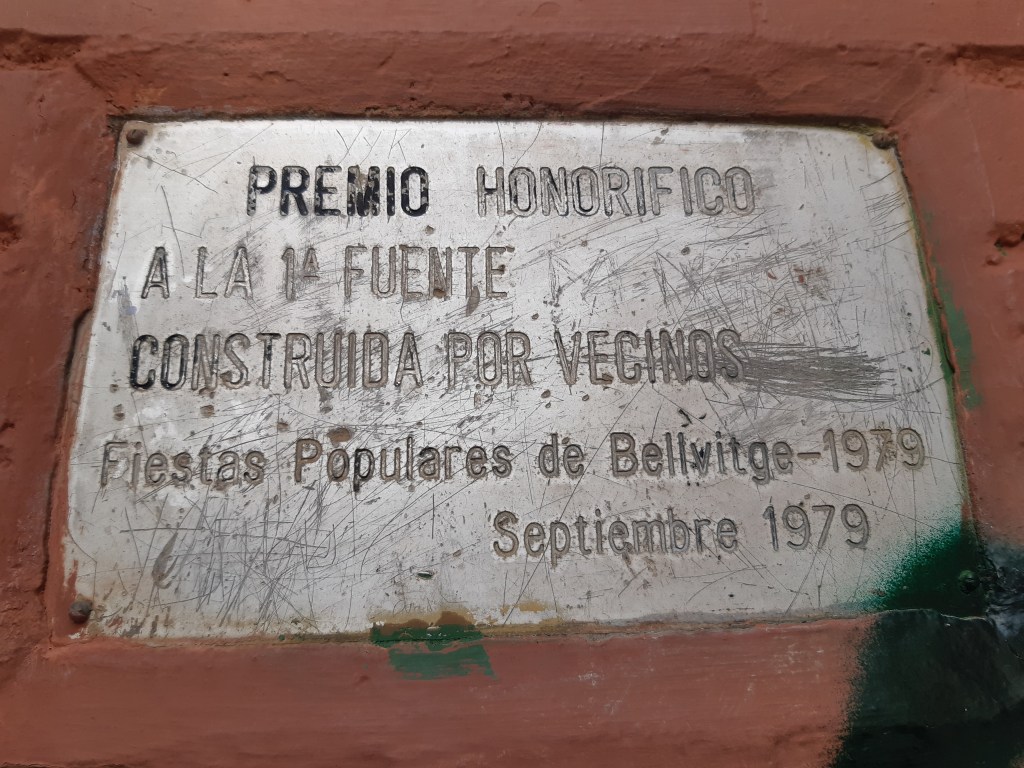 PREMIO HONORIFICO
A LA 1ª FUENTE
CONSTRUIDA POR VECINOS
Fiestas Populares de Bellvitge-1979
Septiembre 1979